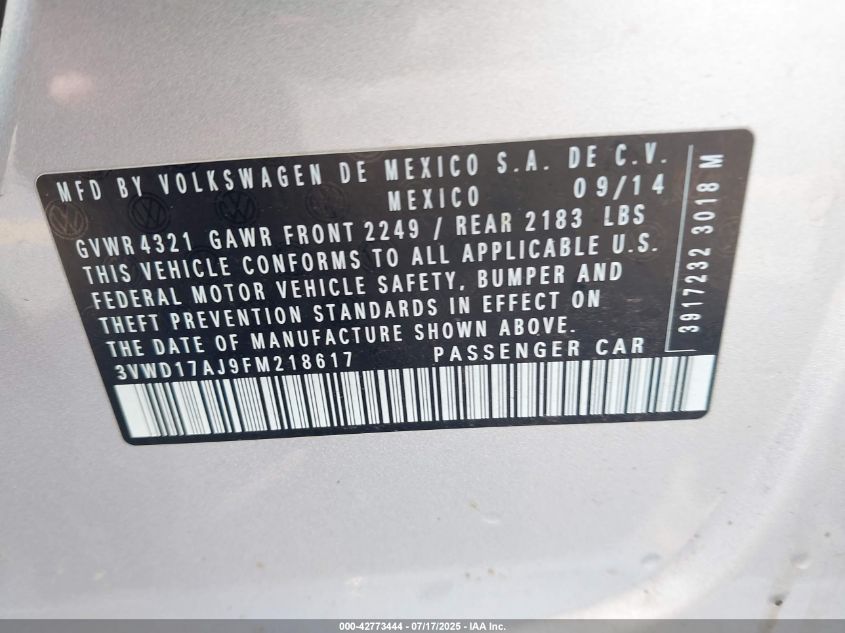 MFD BY VOLKSWAGEN DE MEXICO S.A. DE C.V.
MEXICO 09/14
GVWR 4321 GAWR FRONT 2249 / REAR 2183 LBS
THIS VEHICLE CONFORMS TO ALL APPLICABLE U.S.
FEDERAL MOTOR VEHICLE SAFETY, BUMPER AND
THEFT PREVENTION STANDARDS IN EFFECT ON
THE DATE OF MANUFACTURE SHOWN ABOVE.
3VWD17AJ9FM218617 PASSENGER CAR
3917232 3018 M
000-42773444 - 07/17/2025 - IAA Inc.